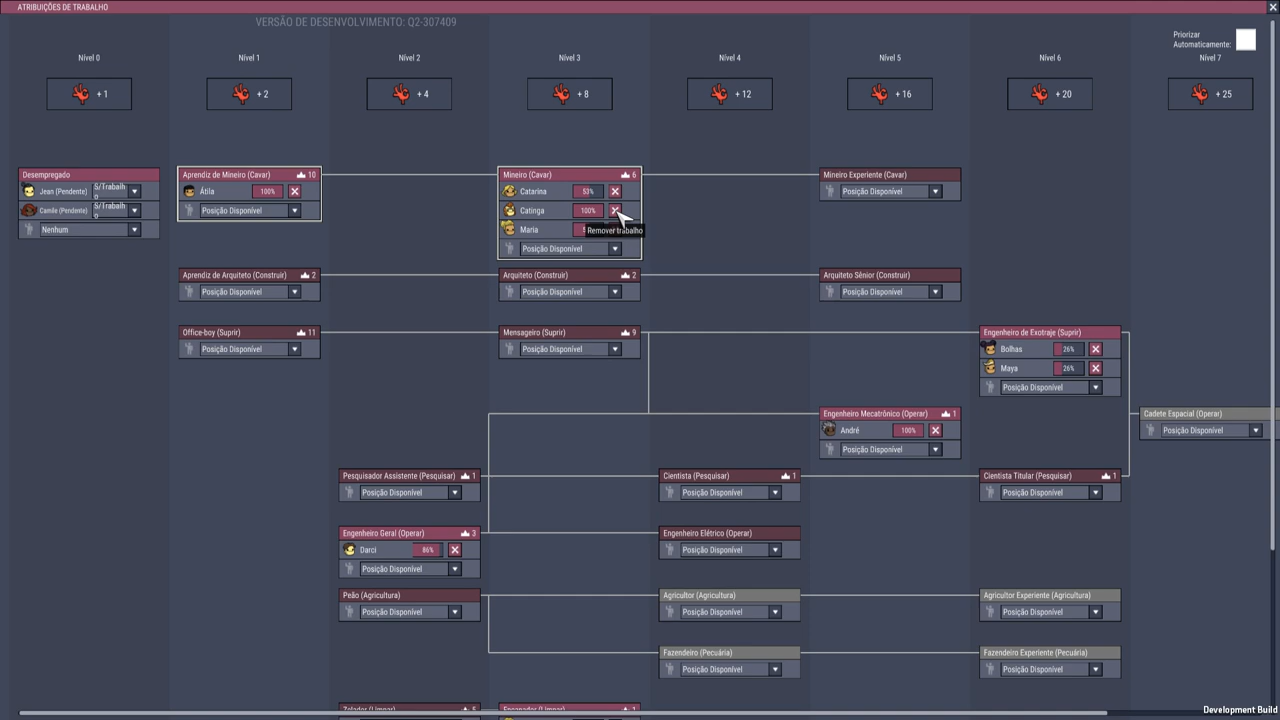 ATRIBUIÇÕES DE TRABALHO
VERSÃO DE DESENVOLVIMENTO: Q2-307409
Priorizar
Automaticamente:
Nível 0
Nível 1
Nível 2
Nível 3
Nível 4
Nível 5
Nível 6
Nível 7
+ 1
+ 2
+ 4
+ 8
+ 12
+ 16
+ 20
+ 25
Desempregado
Jean (Pendente) S/Trabalh
Camile (Pendente) S/Trabalh
Nenhum
Aprendiz de Mineiro (Cavar) 10
Átila 100%
Posição Disponível
Mineiro (Cavar) 6
Catarina 53%
Catinga 100%
Maria
Remover trabalho
Posição Disponível
Mineiro Experiente (Cavar)
Posição Disponível
Aprendiz de Arquiteto (Construir) 2
Posição Disponível
Arquiteto (Construir) 2
Posição Disponível
Arquiteto Sênior (Construir)
Posição Disponível
Office-boy (Suprir) 11
Posição Disponível
Mensageiro (Suprir) 9
Posição Disponível
Engenheiro de Exotraje (Suprir)
Bolhas 26%
Maya 26%
Posição Disponível
Engenheiro Mecatrônico (Operar) 1
André 100%
Posição Disponível
Cadete Espacial (Operar)
Posição Disponível
Pesquisador Assistente (Pesquisar) 1
Posição Disponível
Cientista (Pesquisar) 1
Posição Disponível
Cientista Titular (Pesquisar) 1
Posição Disponível
Engenheiro Geral (Operar) 3
Darci 86%
Posição Disponível
Engenheiro Elétrico (Operar)
Posição Disponível
Peão (Agricultura)
Posição Disponível
Agricultor (Agricultura)
Posição Disponível
Agricultor Experiente (Agricultura)
Posição Disponível
Fazendeiro (Pecuária)
Posição Disponível
Fazendeiro Experiente (Pecuária)
Posição Disponível
Zelador (Limpar) 5
Encanador (Limpar) 1
Development Build